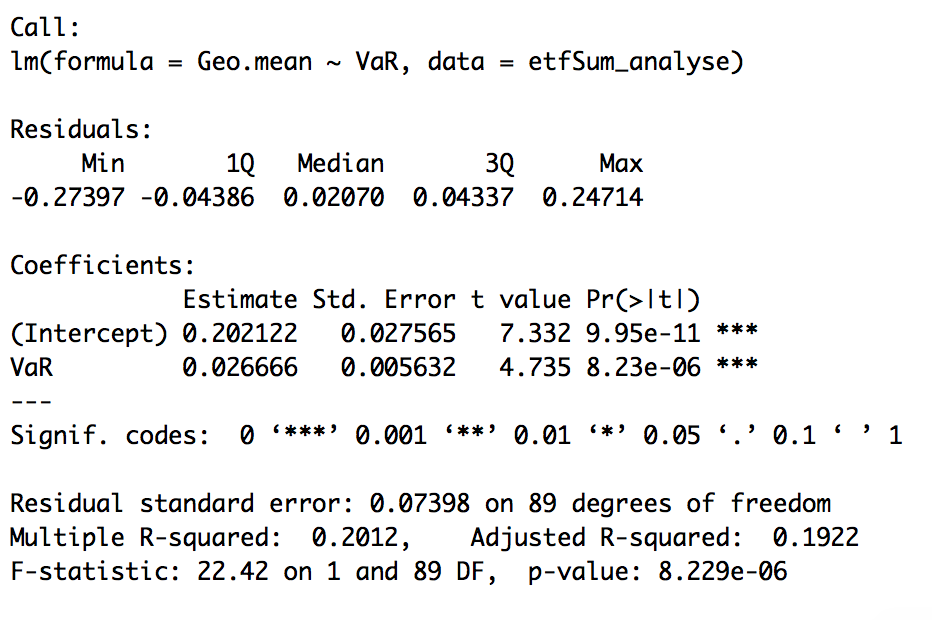 Call:
lm(formula = Geo.mean ~ VaR, data = etfSum_analyse)
Residuals:
     Min       1Q   Median       3Q      Max
-0.27397 -0.04386  0.02070  0.04337  0.24714
Coefficients:
            Estimate Std. Error t value Pr(>|t|)
(Intercept) 0.202122   0.027565   7.332 9.95e-11 ***
VaR         0.026666   0.005632   4.735 8.23e-06 ***
---
Signif. codes:  0 ‘***’ 0.001 ‘**’ 0.01 ‘*’ 0.05 ‘.’ 0.1 ‘ ’ 1
Residual standard error: 0.07398 on 89 degrees of freedom
Multiple R-squared:  0.2012,    Adjusted R-squared:  0.1922
F-statistic: 22.42 on 1 and 89 DF,  p-value: 8.229e-06